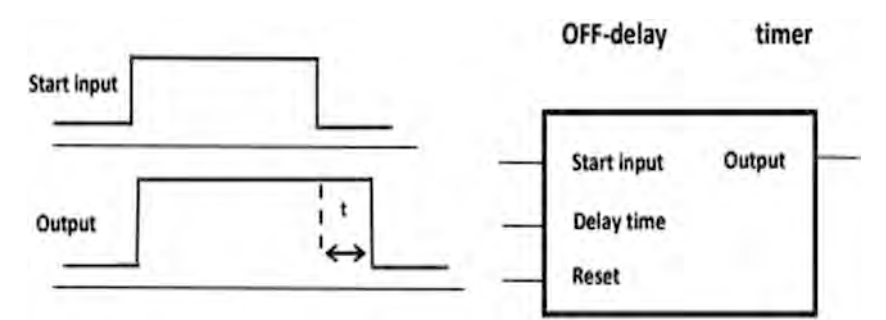 OFF-delay timer
Start input
t
Output
Start input Output
Delay time
Reset